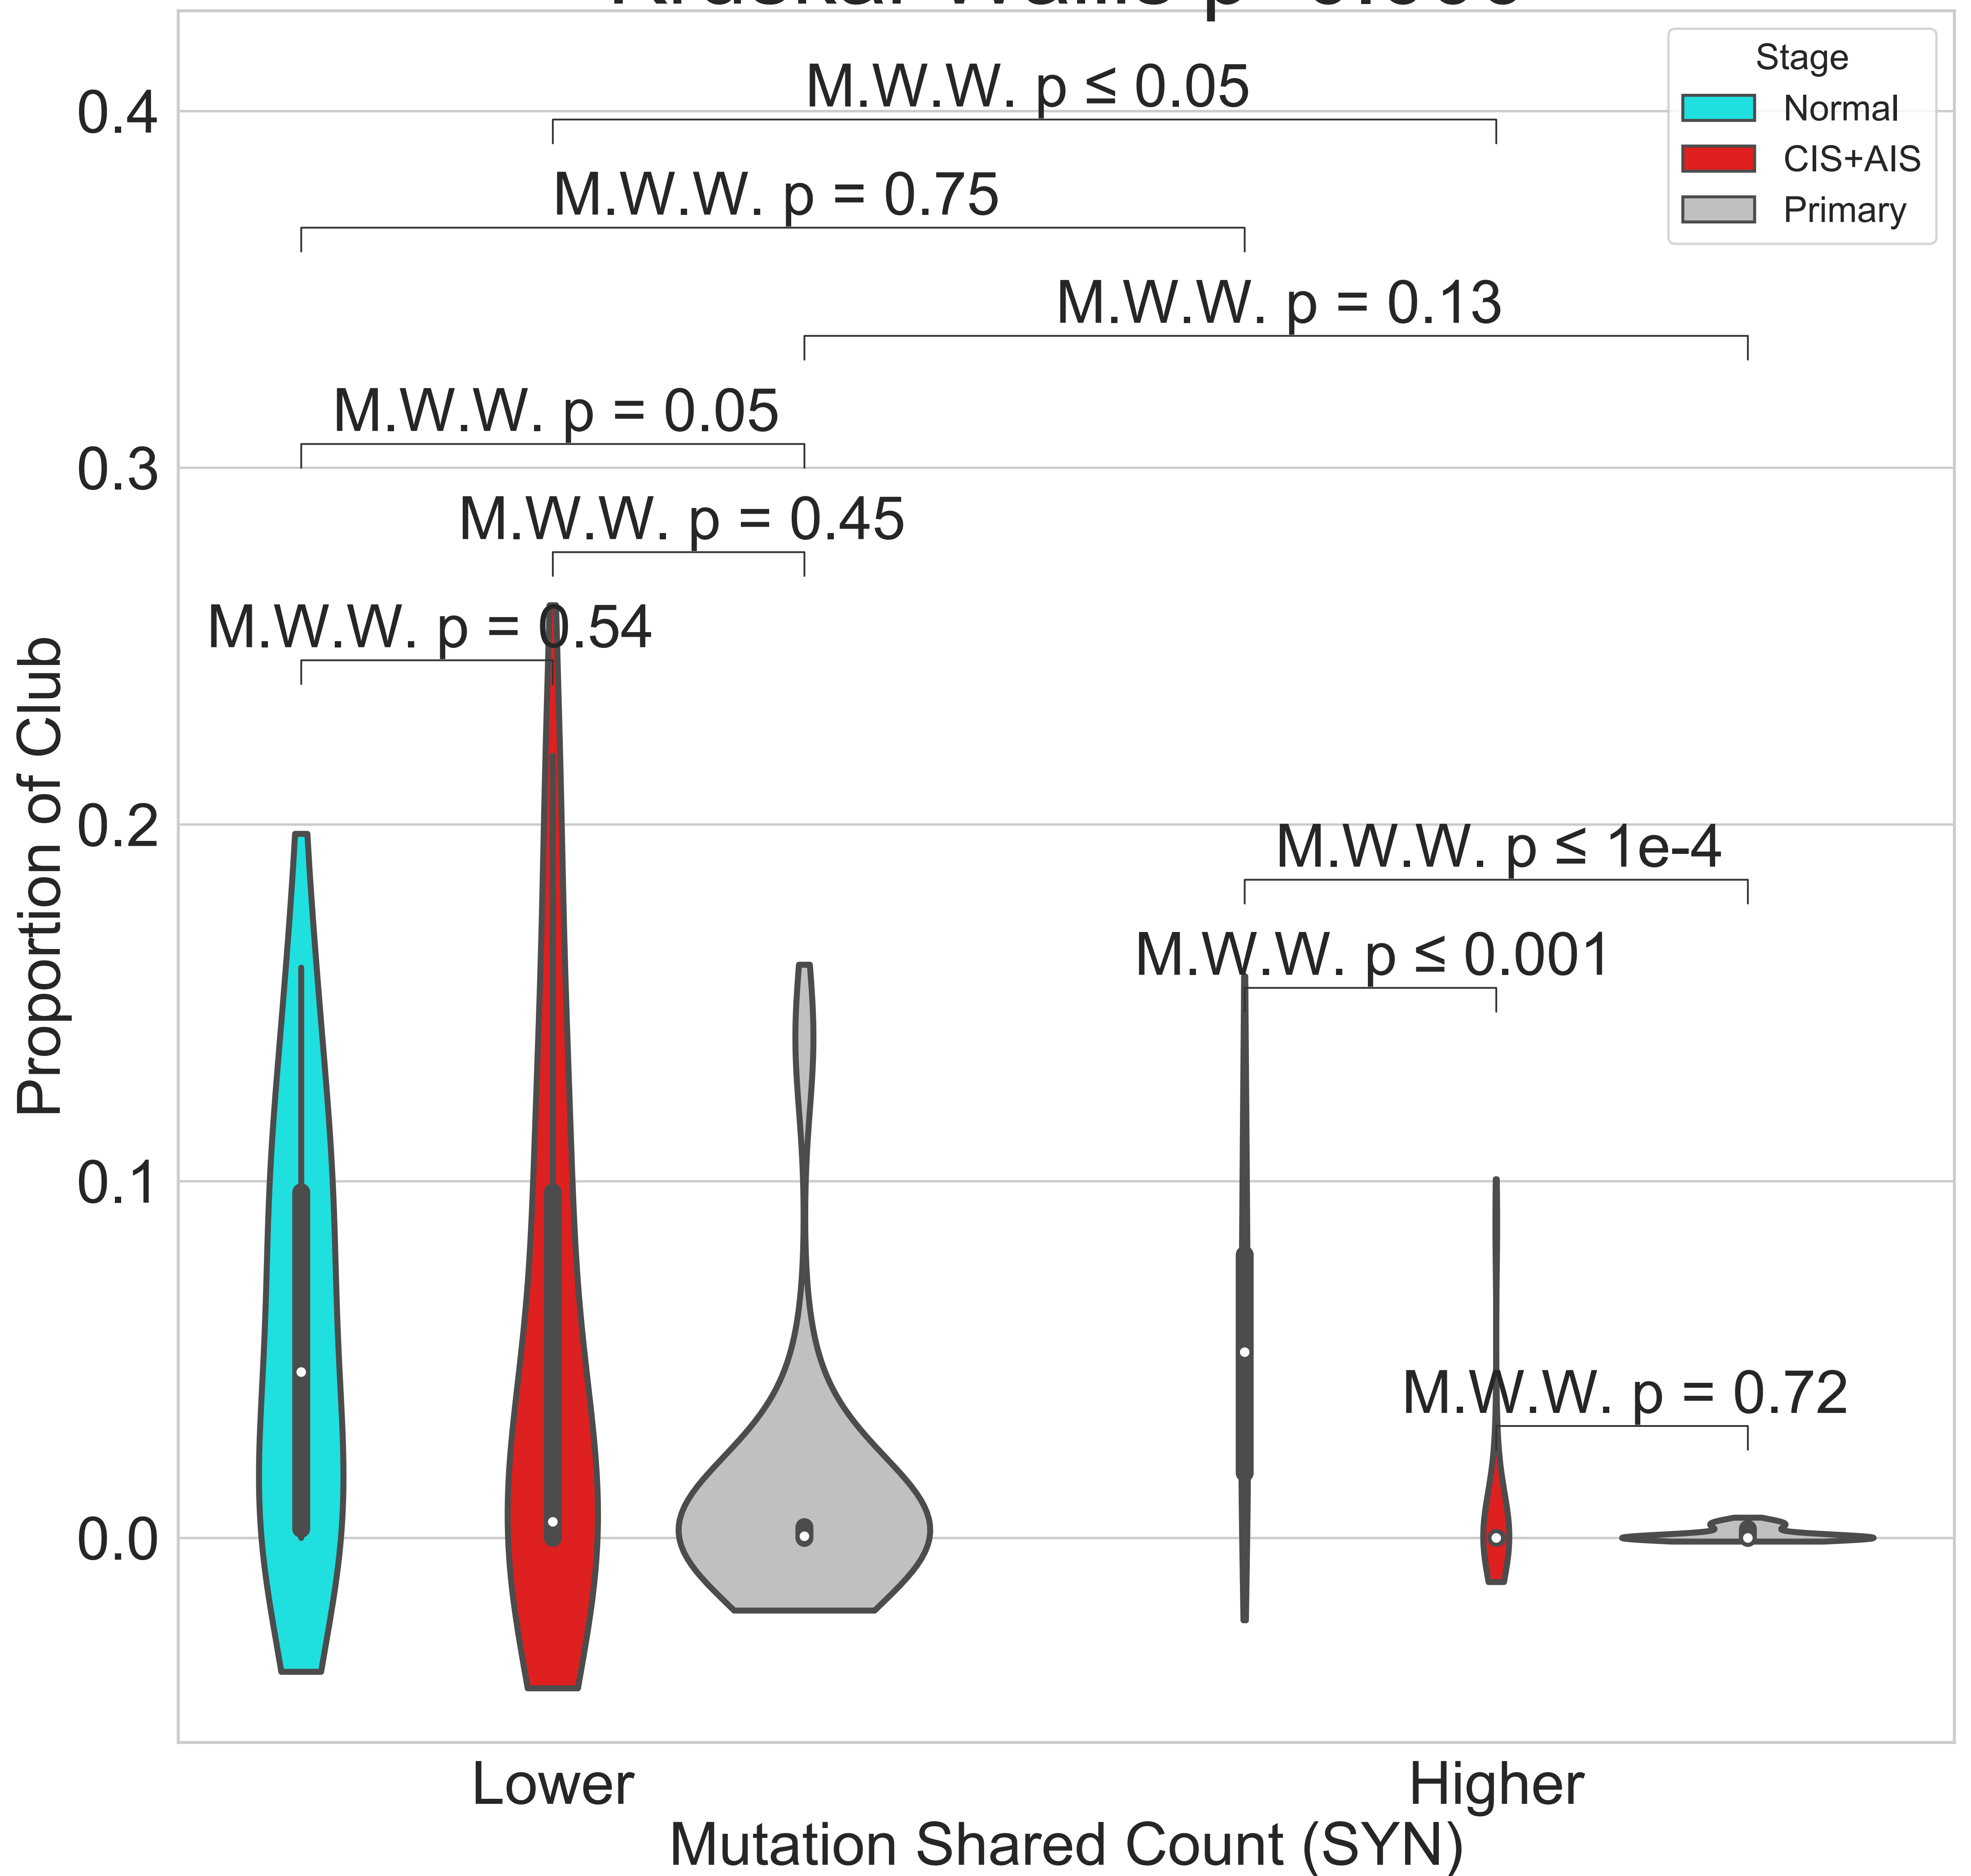 Stage
Normal
CIS+AIS
Primary
M.W.W. p ≤ 0.05
M.W.W. p = 0.75
M.W.W. p = 0.13
M.W.W. p = 0.05
M.W.W. p = 0.45
M.W.W. p = 0.54
M.W.W. p ≤ 1e-4
M.W.W. p ≤ 0.001
M.W.W. p = 0.72
0.4
0.3
0.2
0.1
0.0
Proportion of Club
Lower
Higher
Mutation Shared Count (SYN)